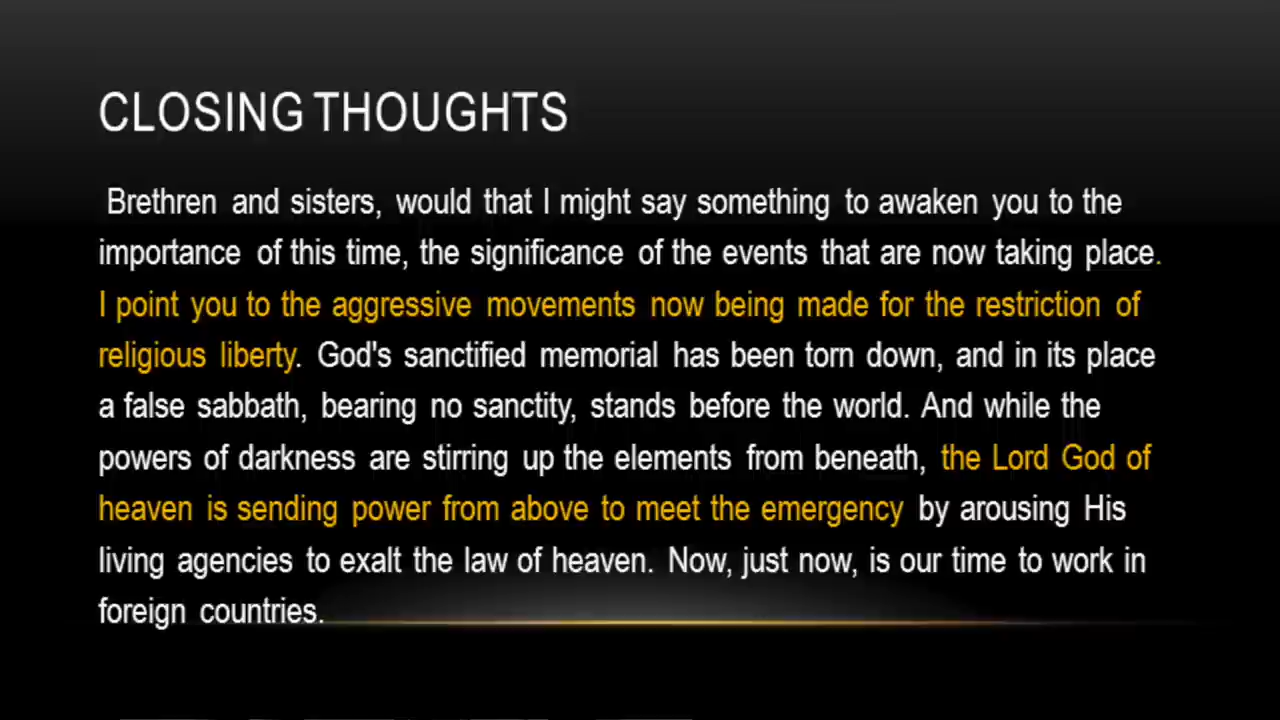 CLOSING THOUGHTS
Brethren and sisters, would that I might say something to awaken you to the
importance of this time, the significance of the events that are now taking place.
I point you to the aggressive movements now being made for the restriction of
religious liberty. God's sanctified memorial has been torn down, and in its place
a false sabbath, bearing no sanctity, stands before the world. And while the
powers of darkness are stirring up the elements from beneath, the Lord God of
heaven is sending power from above to meet the emergency by arousing His
living agencies to exalt the law of heaven. Now, just now, is our time to work in
foreign countries.